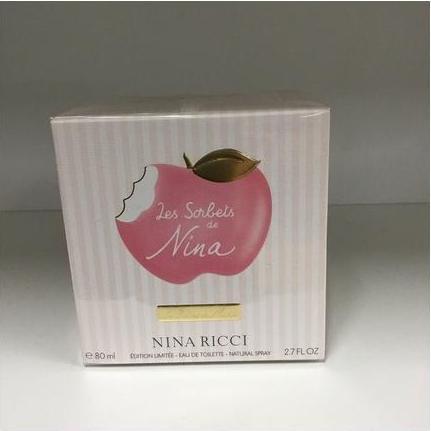 Les Sorbets
de
Nina
NINA RICCI
e 80 ml ÉDITION LIMITÉE - EAU DE TOILETTE - NATURAL SPRAY 2.7 FL OZ